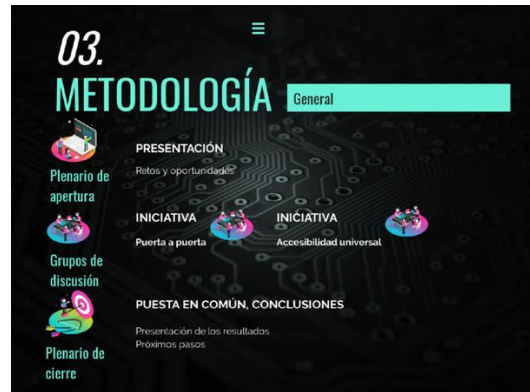 03.
METODOLOGÍA
General
Plenario de
apertura
PRESENTACIÓN
Retos y oportunidades
Grupos de
discusión
INICIATIVA
Puerta a puerta
INICIATIVA
Accesibilidad universal
Plenario de
cierre
PUESTA EN COMÚN, CONCLUSIONES
Presentación de los resultados
Próximos pasos